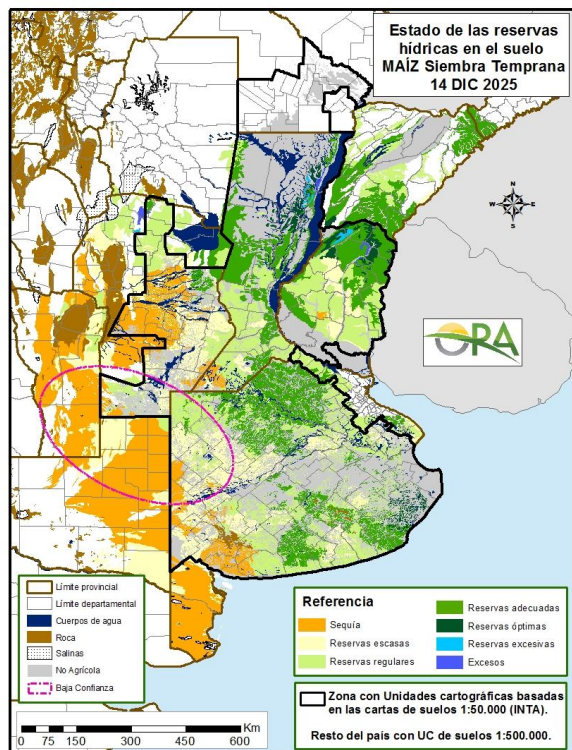 Estado de las reservas
hídricas en el suelo
MAÍZ Siembra Temprana
14 DIC 2025
N
W
E
S
ORA
Límite provincial
Límite departamental
Cuerpos de agua
Roca
Salinas
No Agrícola
Baja Confianza
Referencia
Sequía
Reservas escasas
Reservas regulares
Reservas adecuadas
Reservas óptimas
Reservas excesivas
Excesos
Zona con Unidades cartográficas basadas
en las cartas de suelos 1:50.000 (INTA).
Resto del país con UC de suelos 1:500.000.
Km
0 75 150 300 450 600